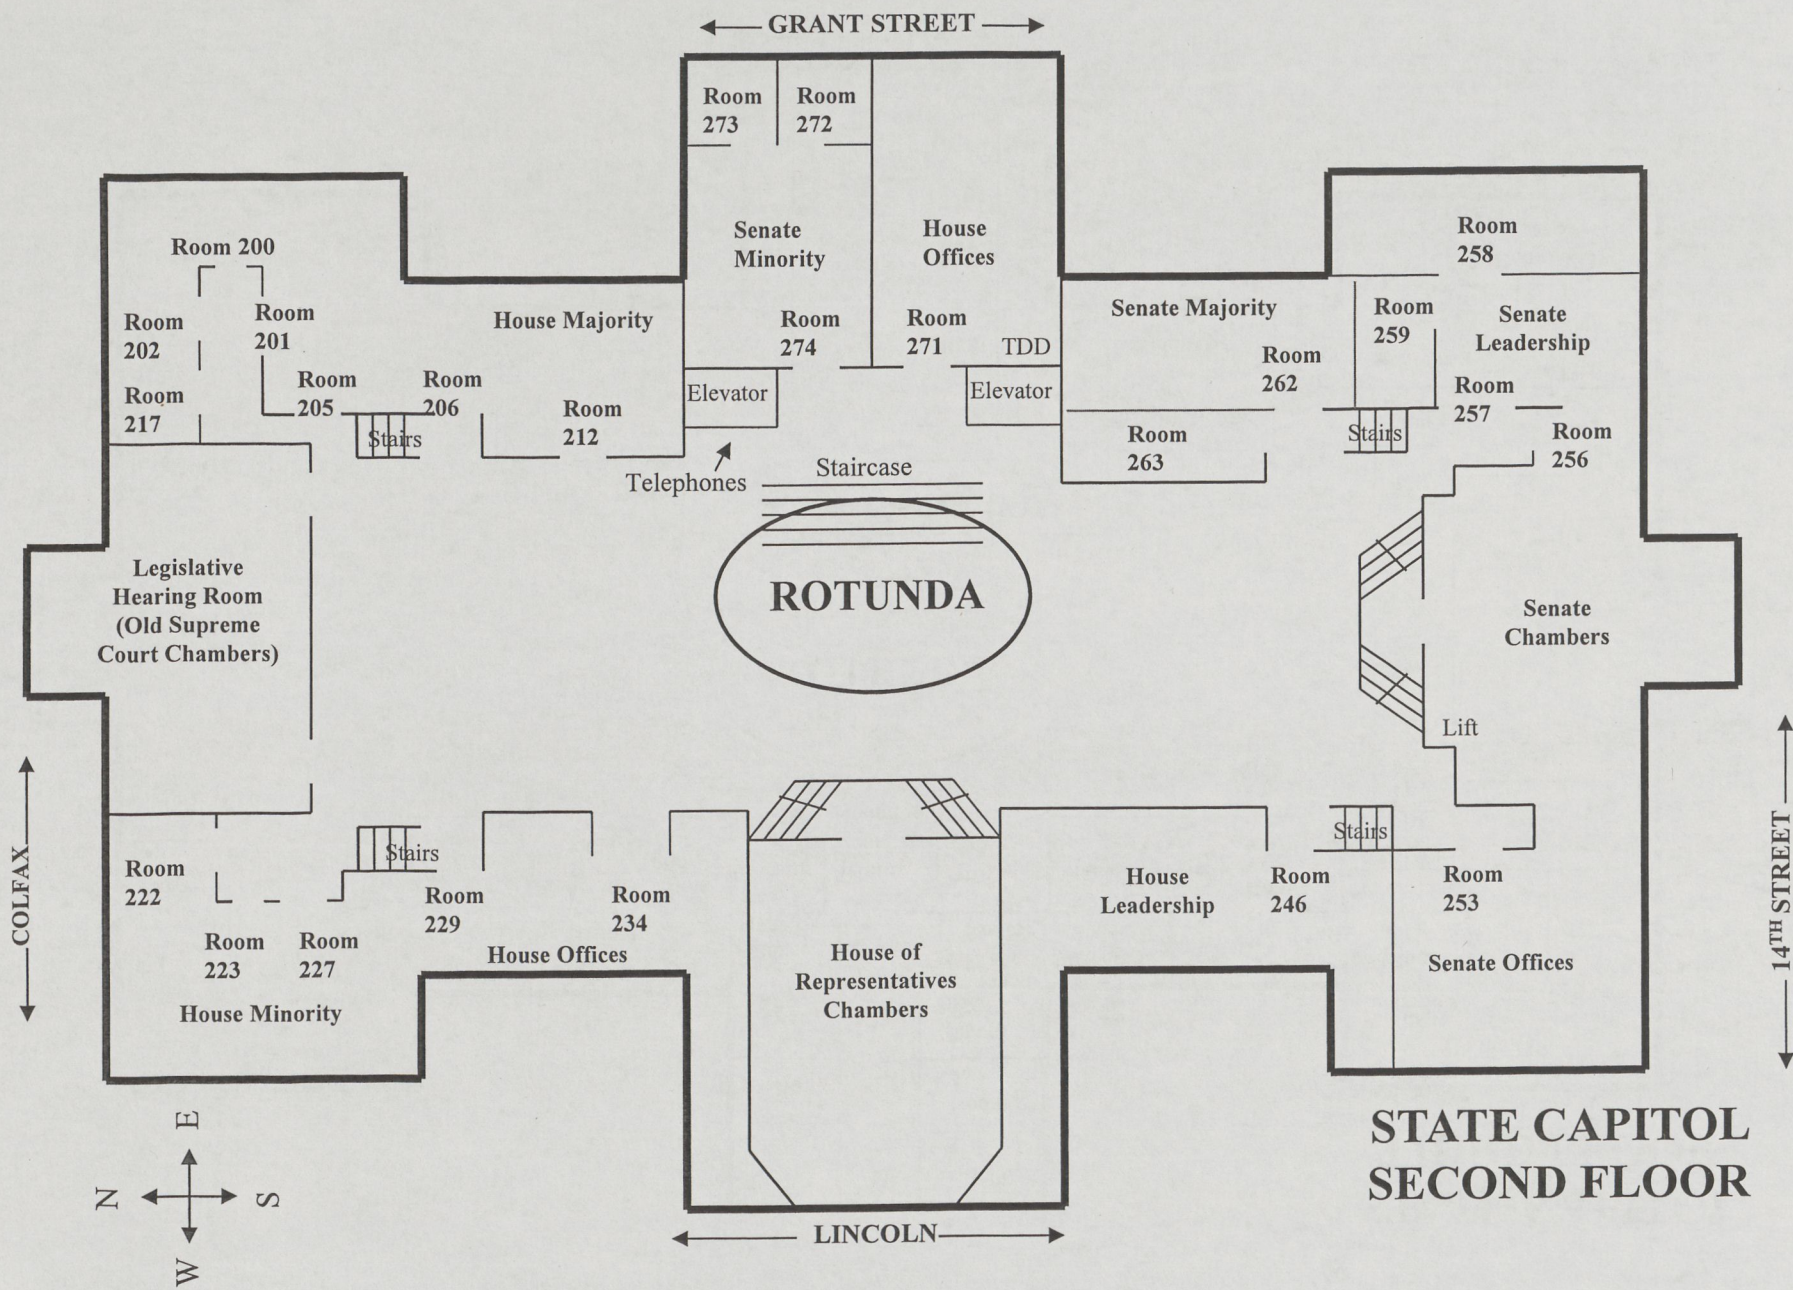 GRANT STREET
Room
273
Room
272
Room 200
Room
202
Room
201
Room
217
Room
205
Room
206
House Majority
Room
212
Stairs
Senate
Minority
House
Offices
Room
274
Room
271
TDD
Elevator
Elevator
Telephones
Staircase
ROTUNDA
Senate Majority
Room
262
Room
263
Room
258
Room
259
Senate
Leadership
Room
257
Stairs
Room
256
Legislative
Hearing Room
(Old Supreme
Court Chambers)
Senate
Chambers
Lift
COLFAX
Room
222
Room
223
Room
227
House Minority
Stairs
Room
229
Room
234
House Offices
House of
Representatives
Chambers
House
Leadership
Room
246
Stairs
Room
253
Senate Offices
14TH STREET
E
N
S
W
LINCOLN
STATE CAPITOL
SECOND FLOOR